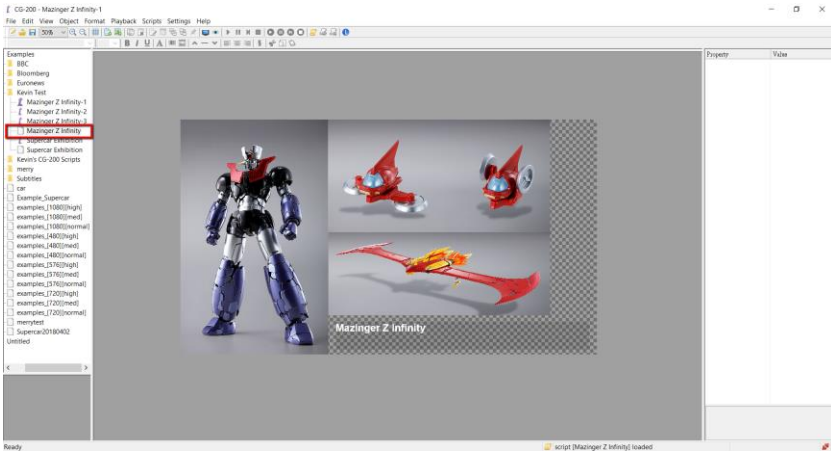 CG-200 - Mazinger Z Infinity-1
File Edit View Object Format Playback Scripts Settings Help
50%
B I U A
Examples
BBC
Bloomberg
Euronews
Kevin Test
Mazinger Z Infinity-1
Mazinger Z Infinity-2
Mazinger Z Infinity-3
Mazinger Z Infinity
Supercar Exhibition
Supercar Exhibition
Kevin's CG-200 Scripts
merry
Subtitles
car
Example_Supercar
examples_[1080][high]
examples_[1080][med]
examples_[1080][normal]
examples_[480][high]
examples_[480][med]
examples_[480][normal]
examples_[576][high]
examples_[576][med]
examples_[576][normal]
examples_[720][high]
examples_[720][med]
examples_[720][normal]
merrytest
Supercar20180402
Untitled
Mazinger Z Infinity
Property Value
Ready
script [Mazinger Z Infinity] loaded